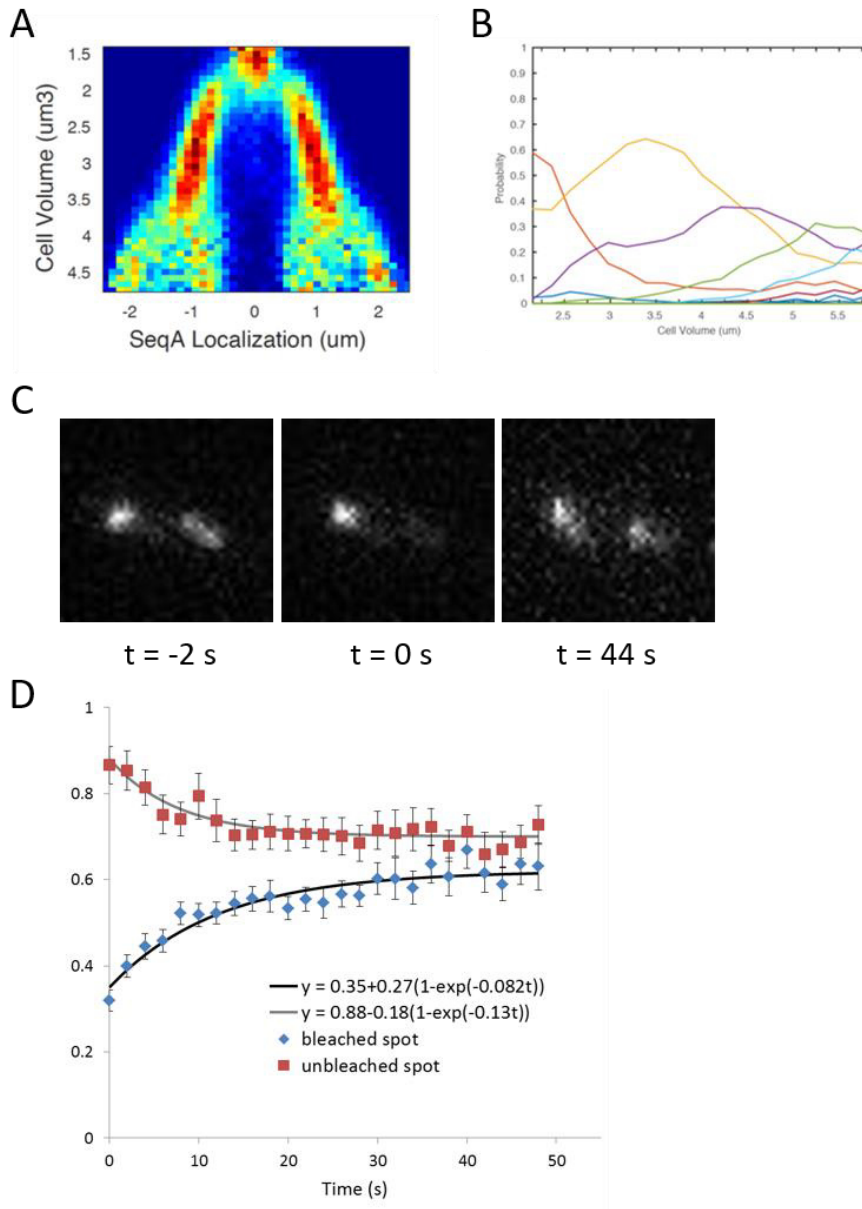 A
Cell Volume (um3)
1.5
2
2.5
3
3.5
4
4.5
-2
-1
0
1
2
SeqA Localization (um)
B
Probability
1
0.9
0.8
0.7
0.6
0.5
0.4
0.3
0.2
0.1
0
2.5
3
3.5
4
4.5
5
5.5
Cell Volume (um)
C
t = -2 s
t = 0 s
t = 44 s
D
1
0.8
0.6
0.4
0.2
0
y = 0.35+0.27(1-exp(-0.082t))
y = 0.88-0.18(1-exp(-0.13t))
bleached spot
unbleached spot
0
10
20
30
40
50
Time (s)